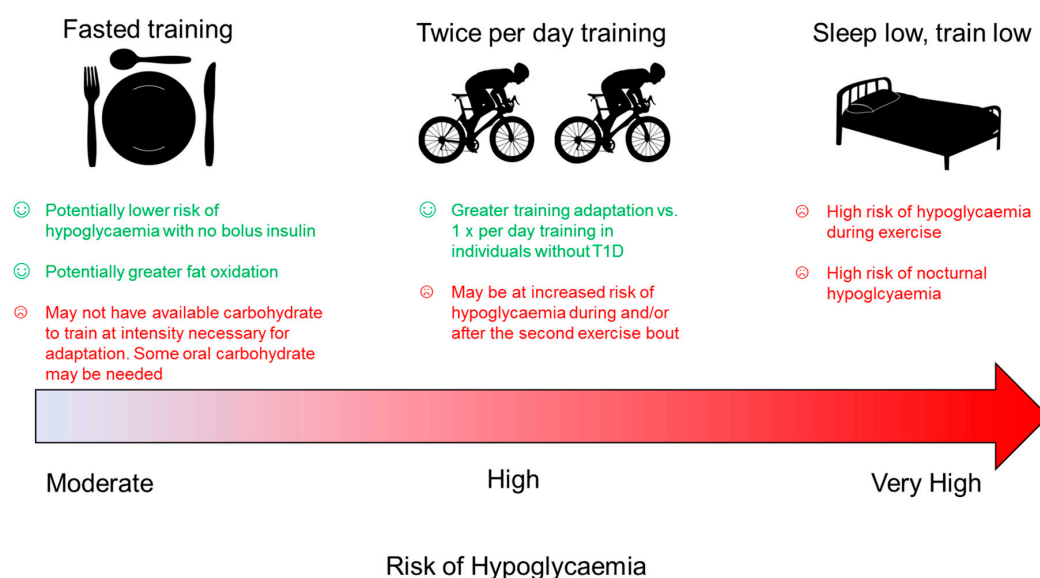 Fasted training
Twice per day training
Sleep low, train low
Potentially lower risk of
hypoglycaemia with no bolus insulin
Potentially greater fat oxidation
May not have available carbohydrate
to train at intensity necessary for
adaptation. Some oral carbohydrate
may be needed
Greater training adaptation vs.
1 x per day training in
individuals without T1D
May be at increased risk of
hypoglycaemia during and/or
after the second exercise bout
High risk of hypoglycaemia
during exercise
High risk of nocturnal
hypoglcyaemia
Moderate
High
Very High
Risk of Hypoglycaemia